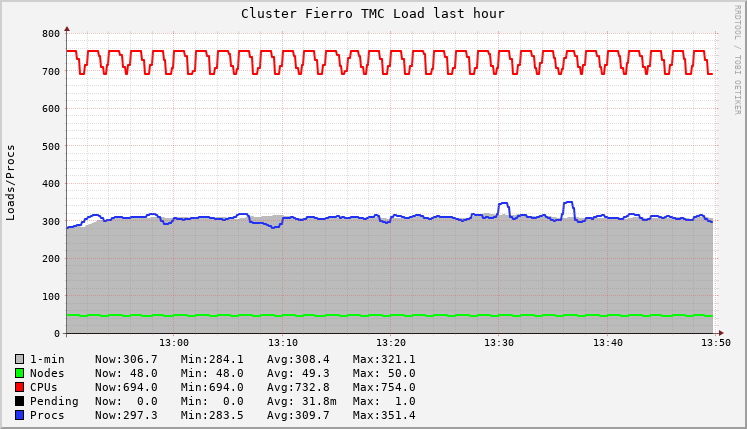 Cluster Fierro TMC Load last hour
RRDTOOL / TOBI OETIKER
Loads/Procs
800
700
600
500
400
300
200
100
0
13:00 13:10 13:20 13:30 13:40 13:50
1-min Now:306.7 Min:284.1 Avg:308.4 Max:321.1
Nodes Now: 48.0 Min: 48.0 Avg: 49.3 Max: 50.0
CPUs Now:694.0 Min:694.0 Avg:732.8 Max:754.0
Pending Now: 0.0 Min: 0.0 Avg: 31.8m Max: 1.0
Procs Now:297.3 Min:283.5 Avg:309.7 Max:351.4